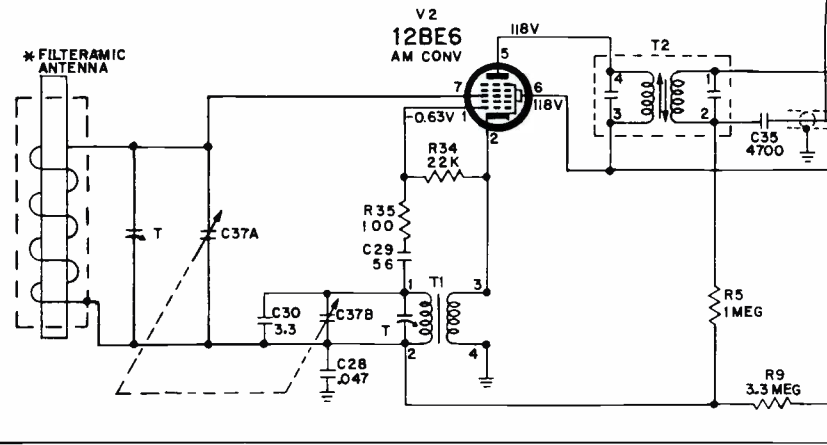 V2
12BE6
AM CONV
118V
5
T2
* FILTERAMIC
ANTENNA
7
6
118V
4
1
-0.63V 1
3
2
2
C35
4700
R34
22K
R35
100
T
C37A
C29
56
1
T1
3
C30
3.3
C37B
T
R5
1MEG
2
4
C28
.047
R9
3.3MEG